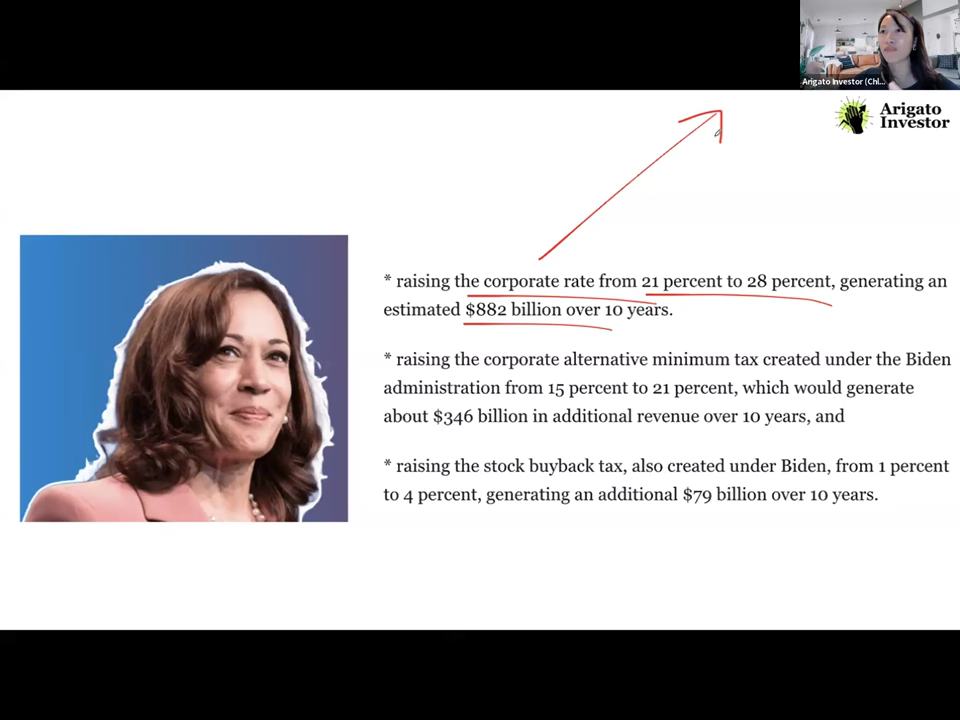 Arigato Investor (Chl...
Arigato
Investor
* raising the corporate rate from 21 percent to 28 percent, generating an
estimated $882 billion over 10 years.
* raising the corporate alternative minimum tax created under the Biden
administration from 15 percent to 21 percent, which would generate
about $346 billion in additional revenue over 10 years, and
* raising the stock buyback tax, also created under Biden, from 1 percent
to 4 percent, generating an additional $79 billion over 10 years.